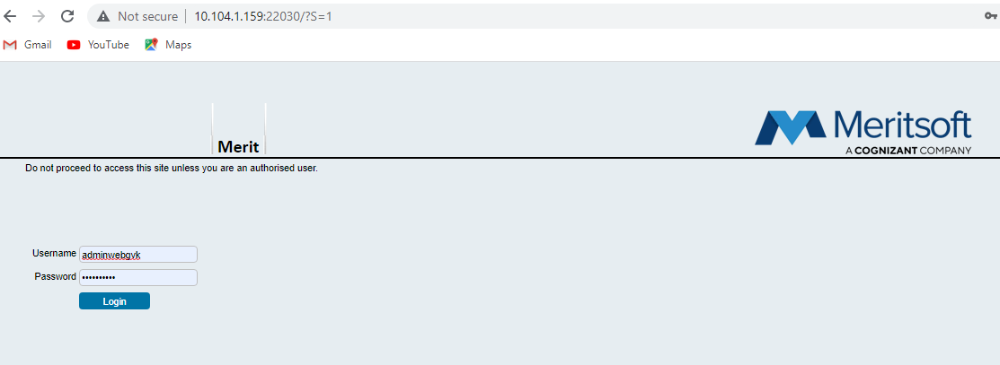 Not secure 10.104.1.159:22030/?S=1
Gmail YouTube Maps
Merit
Meritsoft
A COGNIZANT COMPANY
Do not proceed to access this site unless you are an authorised user.
Username adminwebgvk
Password ••••••••••
Login